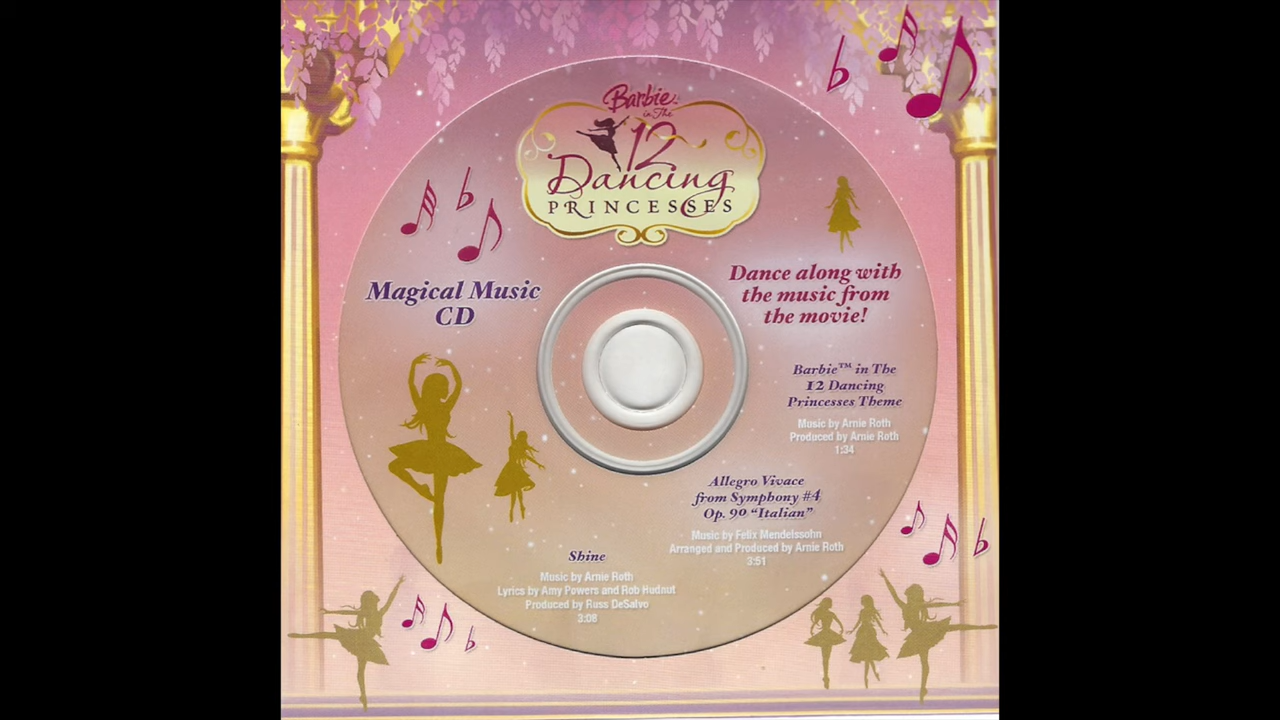 Barbie™
in The
12
Dancing
PRINCESSES
Magical Music
CD
Dance along with
the music from
the movie!
Barbie™ in The
12 Dancing
Princesses Theme
Music by Arnie Roth
Produced by Arnie Roth
1:34
Allegro Vivace
from Symphony #4
Op. 90 “Italian”
Music by Felix Mendelssohn
Arranged and Produced by Arnie Roth
3:51
Shine
Music by Arnie Roth
Lyrics by Amy Powers and Rob Hudnut
Produced by Russ DeSalvo
3:08